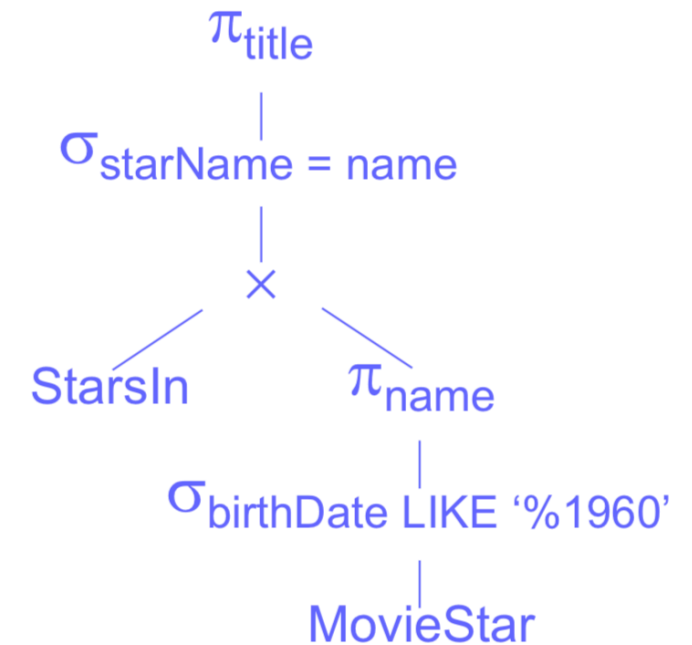 πtitle
σstarName = name
×
StarsIn
πname
σbirthDate LIKE ‘%1960’
MovieStar